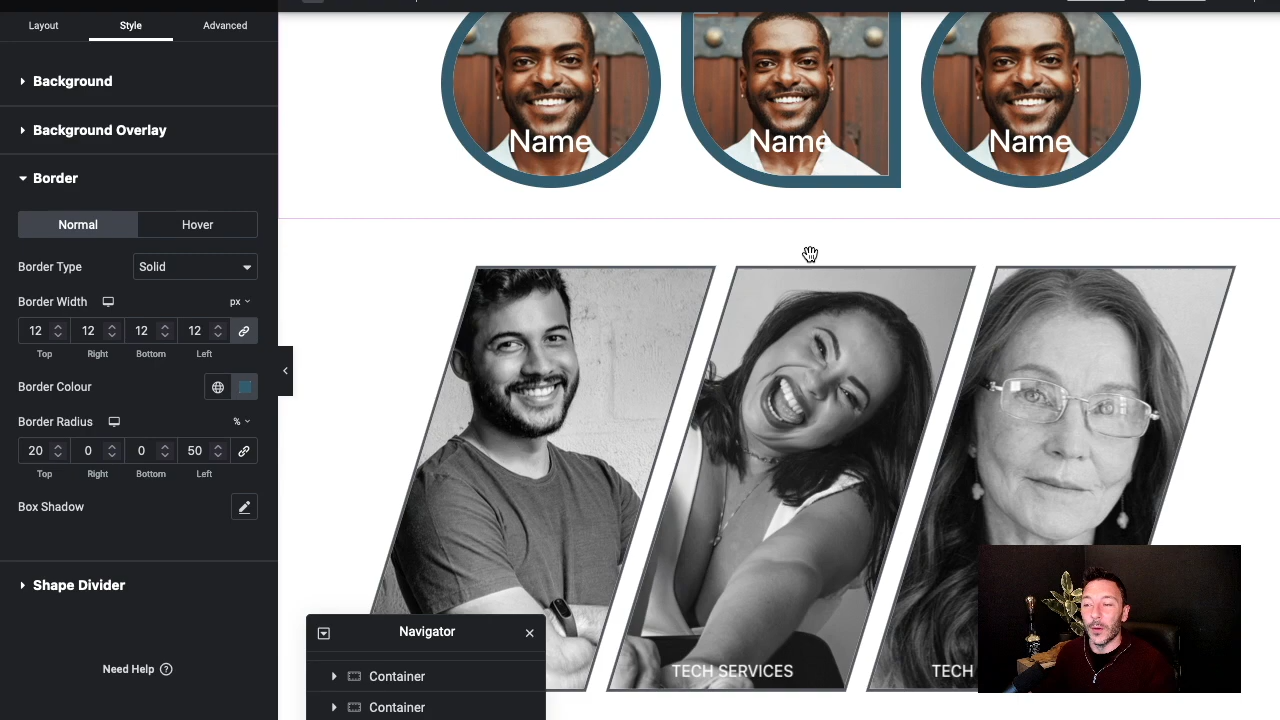 Layout Style Advanced
Background
Background Overlay
Border
Normal Hover
Border Type Solid
Border Width px
12 12 12 12
Top Right Bottom Left
Border Colour
Border Radius %
20 0 0 50
Top Right Bottom Left
Box Shadow
Shape Divider
Need Help ?
Name Name Name
TECH SERVICES TECH
Navigator
Container
Container